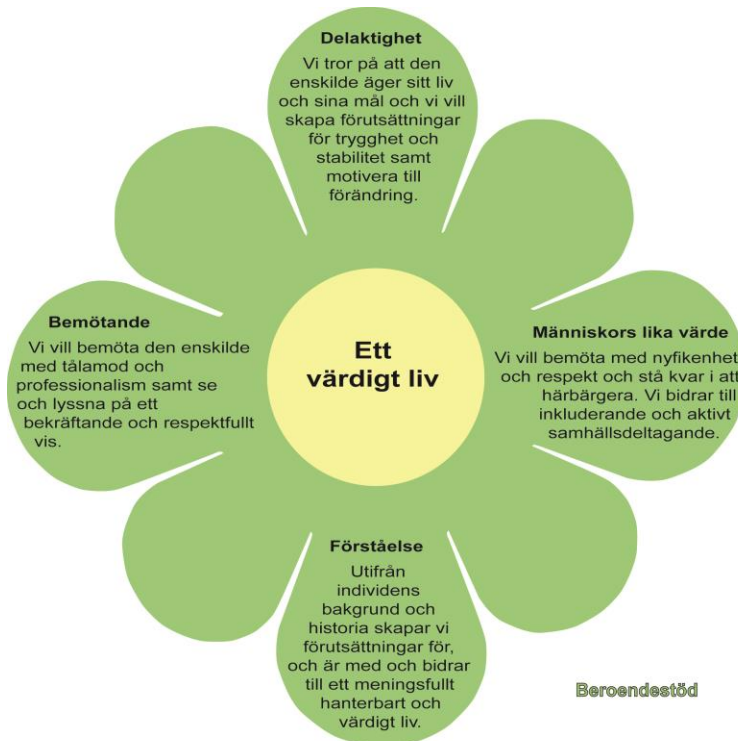 Delaktighet
Vi tror på att den
enskilde äger sitt liv
och sina mål och vi vill
skapa förutsättningar
för trygghet och
stabilitet samt
motivera till
förändring.
Bemötande
Vi vill bemöta den enskilde
med tålamod och
professionalism samt se
och lyssna på ett
bekräftande och respektfullt
vis.
Ett
värdigt liv
Människors lika värde
Vi vill bemöta med nyfikenhet
och respekt och stå kvar i att
härbärgera. Vi bidrar till
inkluderande och aktivt
samhällsdeltagande.
Förståelse
Utifrån
individens
bakgrund och
historia skapar vi
förutsättningar för,
och är med och bidrar
till ett meningsfullt
hanterbart och
värdigt liv.
Beroendestöd